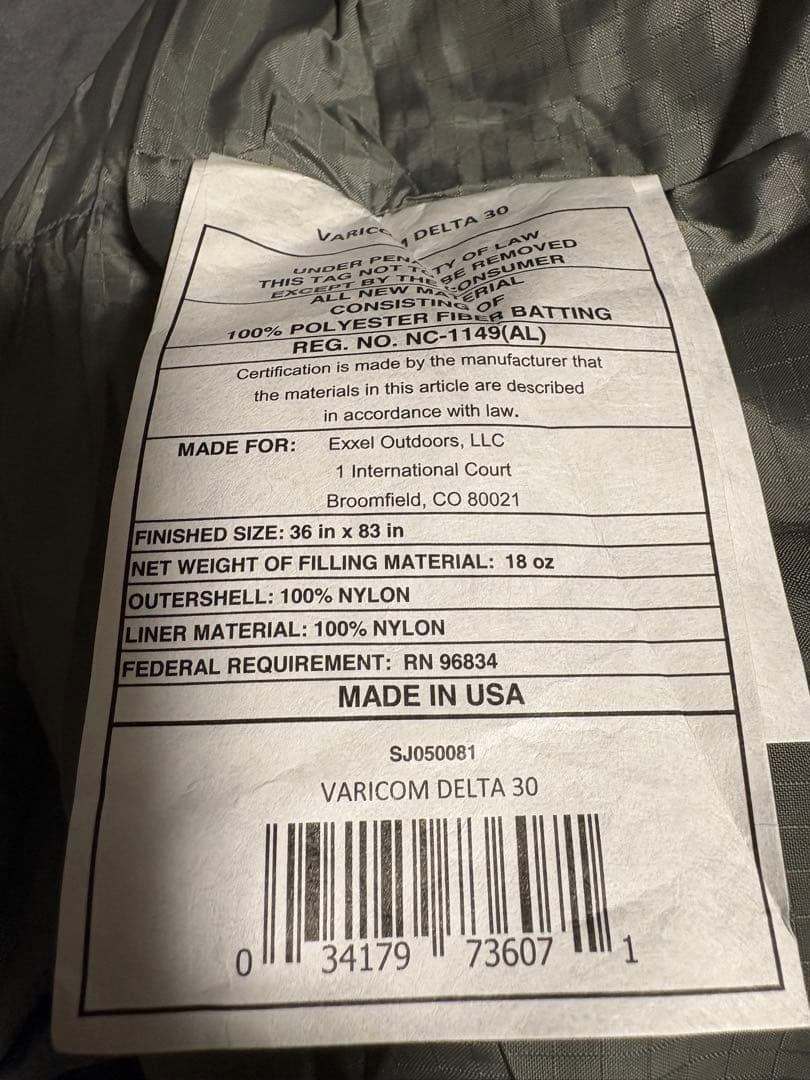 VARICOM DELTA 30
UNDER PENALTY OF LAW
THIS TAG NOT TO BE REMOVED
EXCEPT BY THE CONSUMER
ALL NEW MATERIAL
CONSISTING OF
100% POLYESTER FIBER BATTING
REG. NO. NC-1149(AL)
Certification is made by the manufacturer that
the materials in this article are described
in accordance with law.
MADE FOR: Exxel Outdoors, LLC
1 International Court
Broomfield, CO 80021
FINISHED SIZE: 36 in x 83 in
NET WEIGHT OF FILLING MATERIAL: 18 oz
OUTERSHELL: 100% NYLON
LINER MATERIAL: 100% NYLON
FEDERAL REQUIREMENT: RN 96834
MADE IN USA
SJ050081
VARICOM DELTA 30
0 34179 73607 1